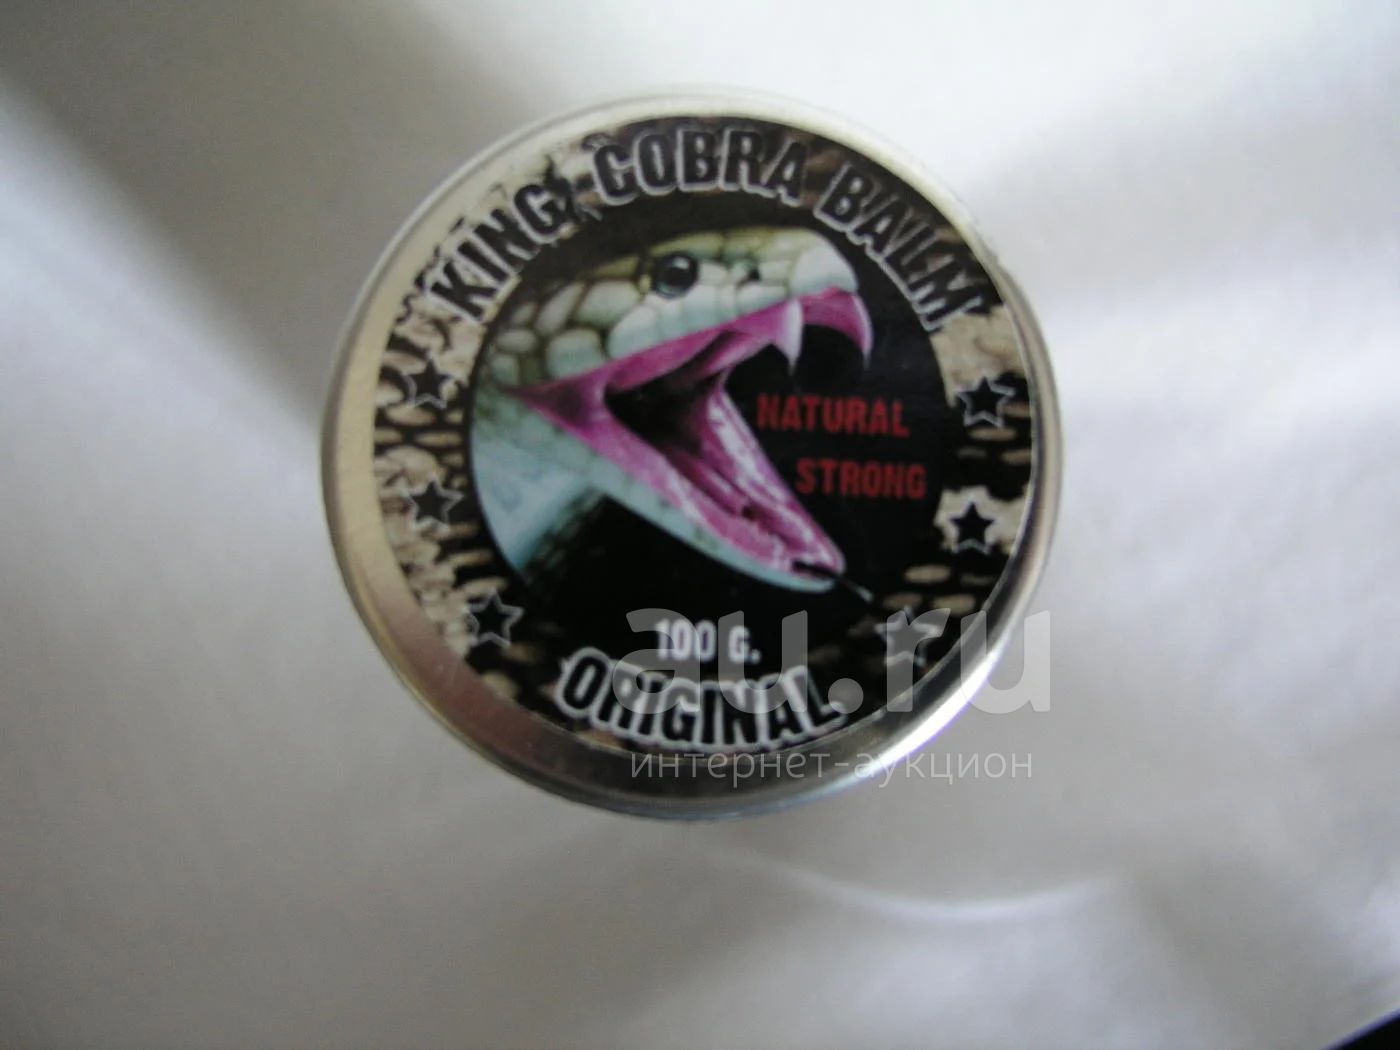 KING COBRA BALM
NATURAL
STRONG
100 G.
ORIGINAL
au.ru
интернет-аукцион